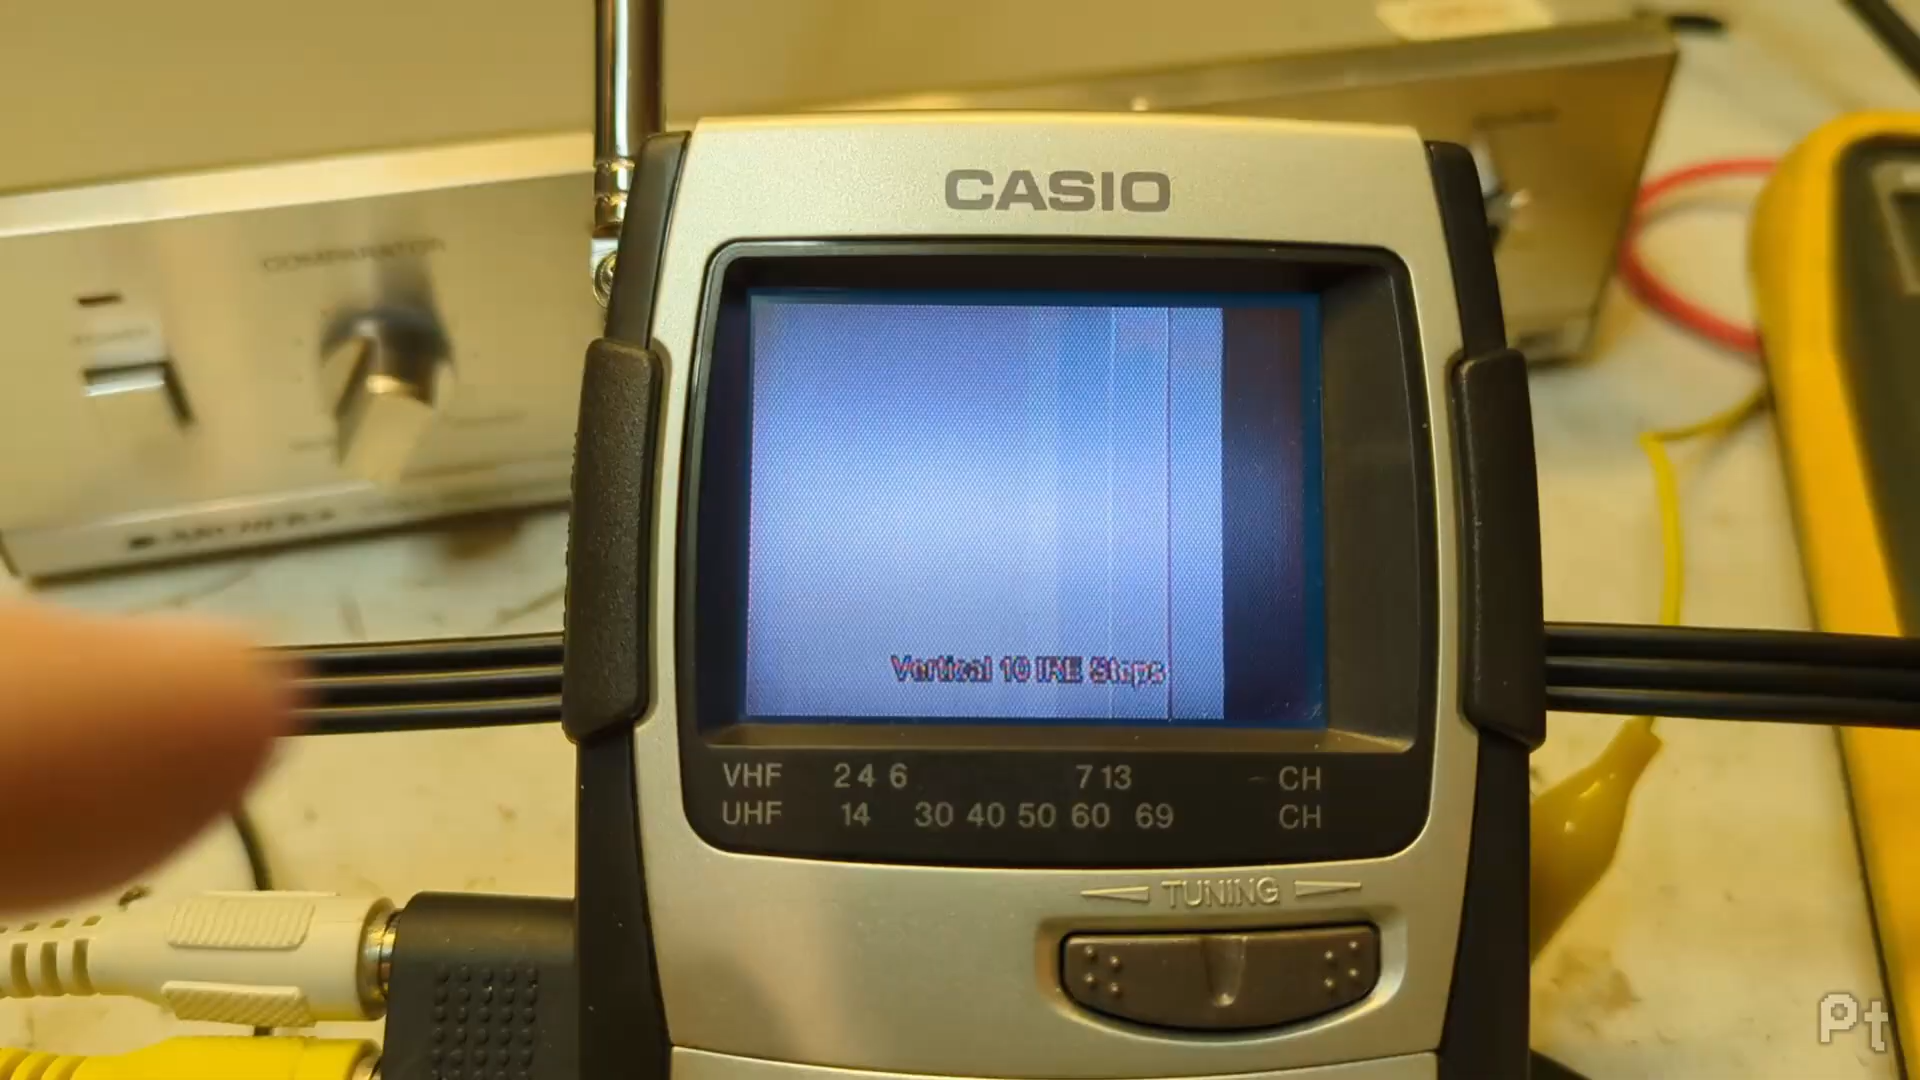 CASIO
COMPARATOR
Vertical 10 IRE Steps
VHF 2 4 6 7 13 CH
UHF 14 30 40 50 60 69 CH
TUNING
Pt